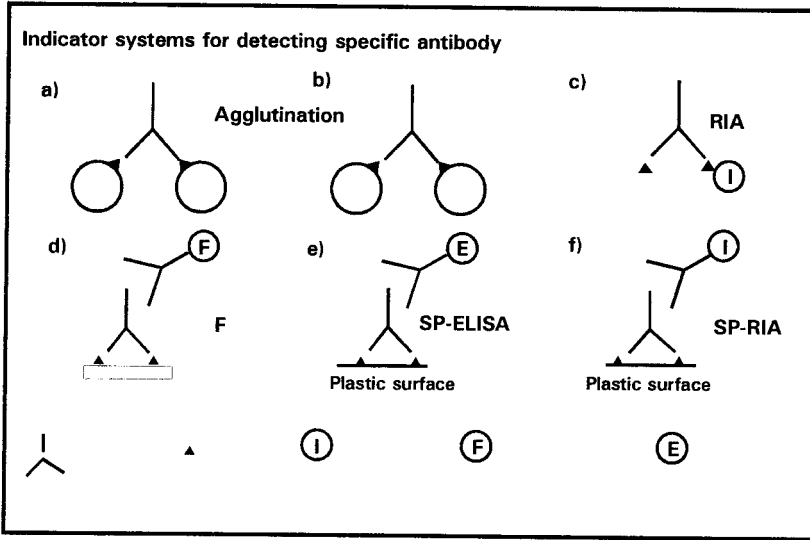 Indicator systems for detecting specific antibody
a)
b)
c)
Agglutination
RIA
I
d)
e)
f)
F
E
I
F
SP-ELISA
SP-RIA
Plastic surface
Plastic surface
I
F
E